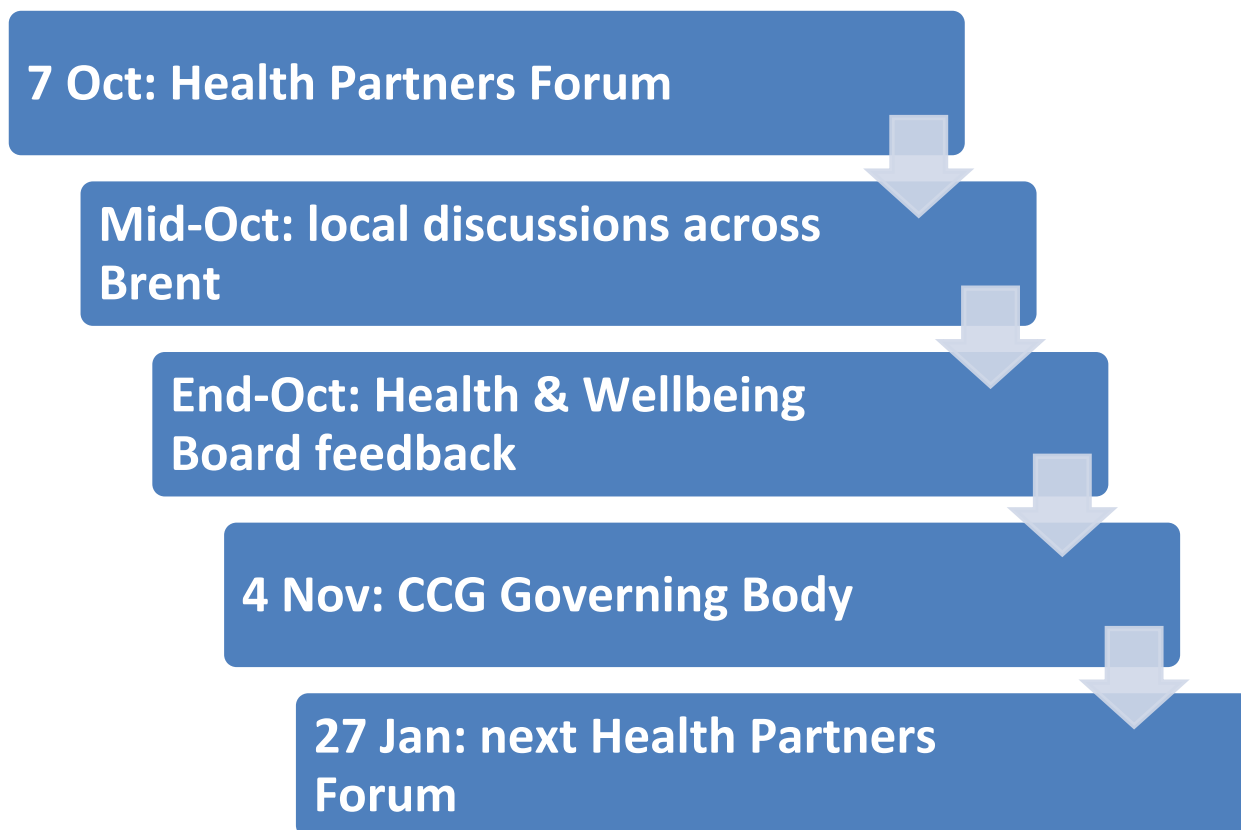 7 Oct: Health Partners Forum
Mid-Oct: local discussions across
Brent
End-Oct: Health & Wellbeing
Board feedback
4 Nov: CCG Governing Body
27 Jan: next Health Partners
Forum